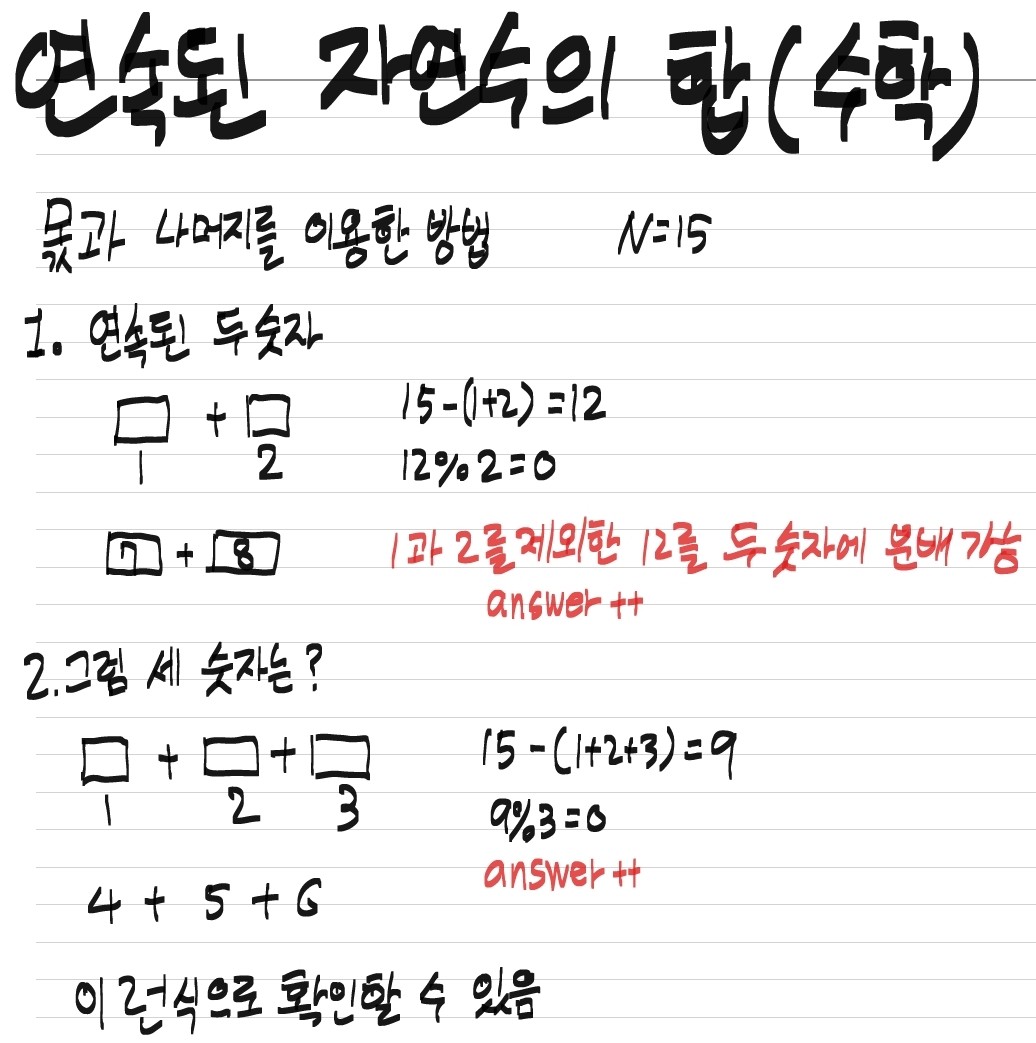 연속된 자연수의 합(수학)
몫과 나머지를 이용한 방법 N=15
1. 연속된 두 숫자
□ + □ 15-(1+2)=12
1 2 12%2=0
7 + 8 1과 2를 제외한 12를 두 숫자에 분배 가능
answer ++
2. 그럼 세 숫자는?
□ + □ + □ 15-(1+2+3)=9
1 2 3 9%3=0
answer ++
4 + 5 + 6
이런식으로 확인할 수 있음